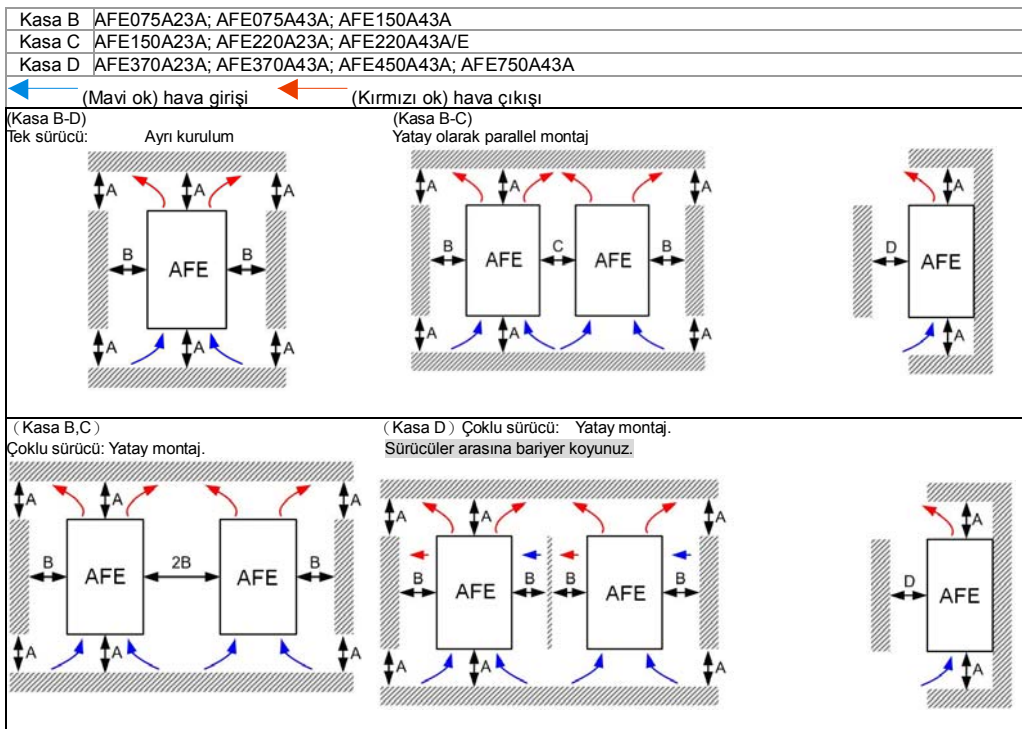 Kasa B AFE075A23A; AFE075A43A; AFE150A43A
Kasa C AFE150A23A; AFE220A23A; AFE220A43A/E
Kasa D AFE370A23A; AFE370A43A; AFE450A43A; AFE750A43A
(Mavi ok) hava girişi (Kırmızı ok) hava çıkışı
(Kasa B-D)
Tek sürücü: Ayrı kurulum
A A A
B AFE B
A A A
(Kasa B-C)
Yatay olarak parallel montaj
A A A
B AFE C AFE B
A A A
A
D AFE
A
(Kasa B,C)
Çoklu sürücü: Yatay montaj.
A A A
B AFE 2B AFE B
A A A
(Kasa D) Çoklu sürücü: Yatay montaj.
Sürücüler arasına bariyer koyunuz.
A A A
B AFE B B AFE B
A A A
A
D AFE
A